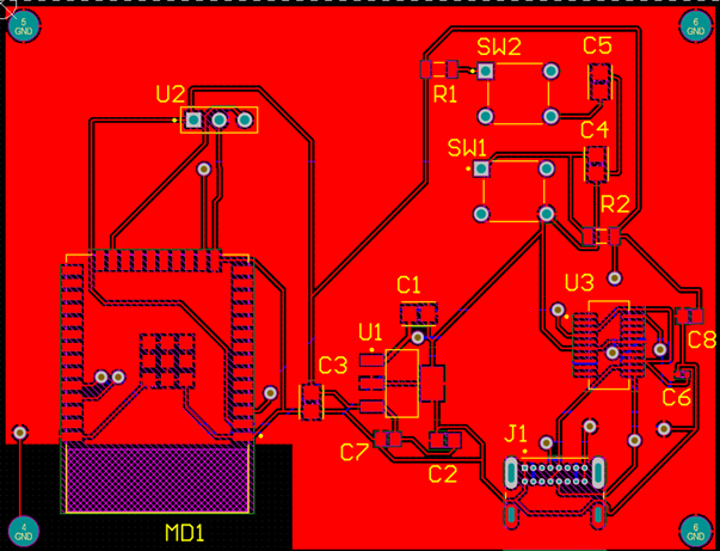 5
GND
6
GND
SW2
C5
R1
U2
C4
SW1
R2
U3
C1
U1
C8
C3
C6
J1
C7
C2
4
GND
MD1
6
GND